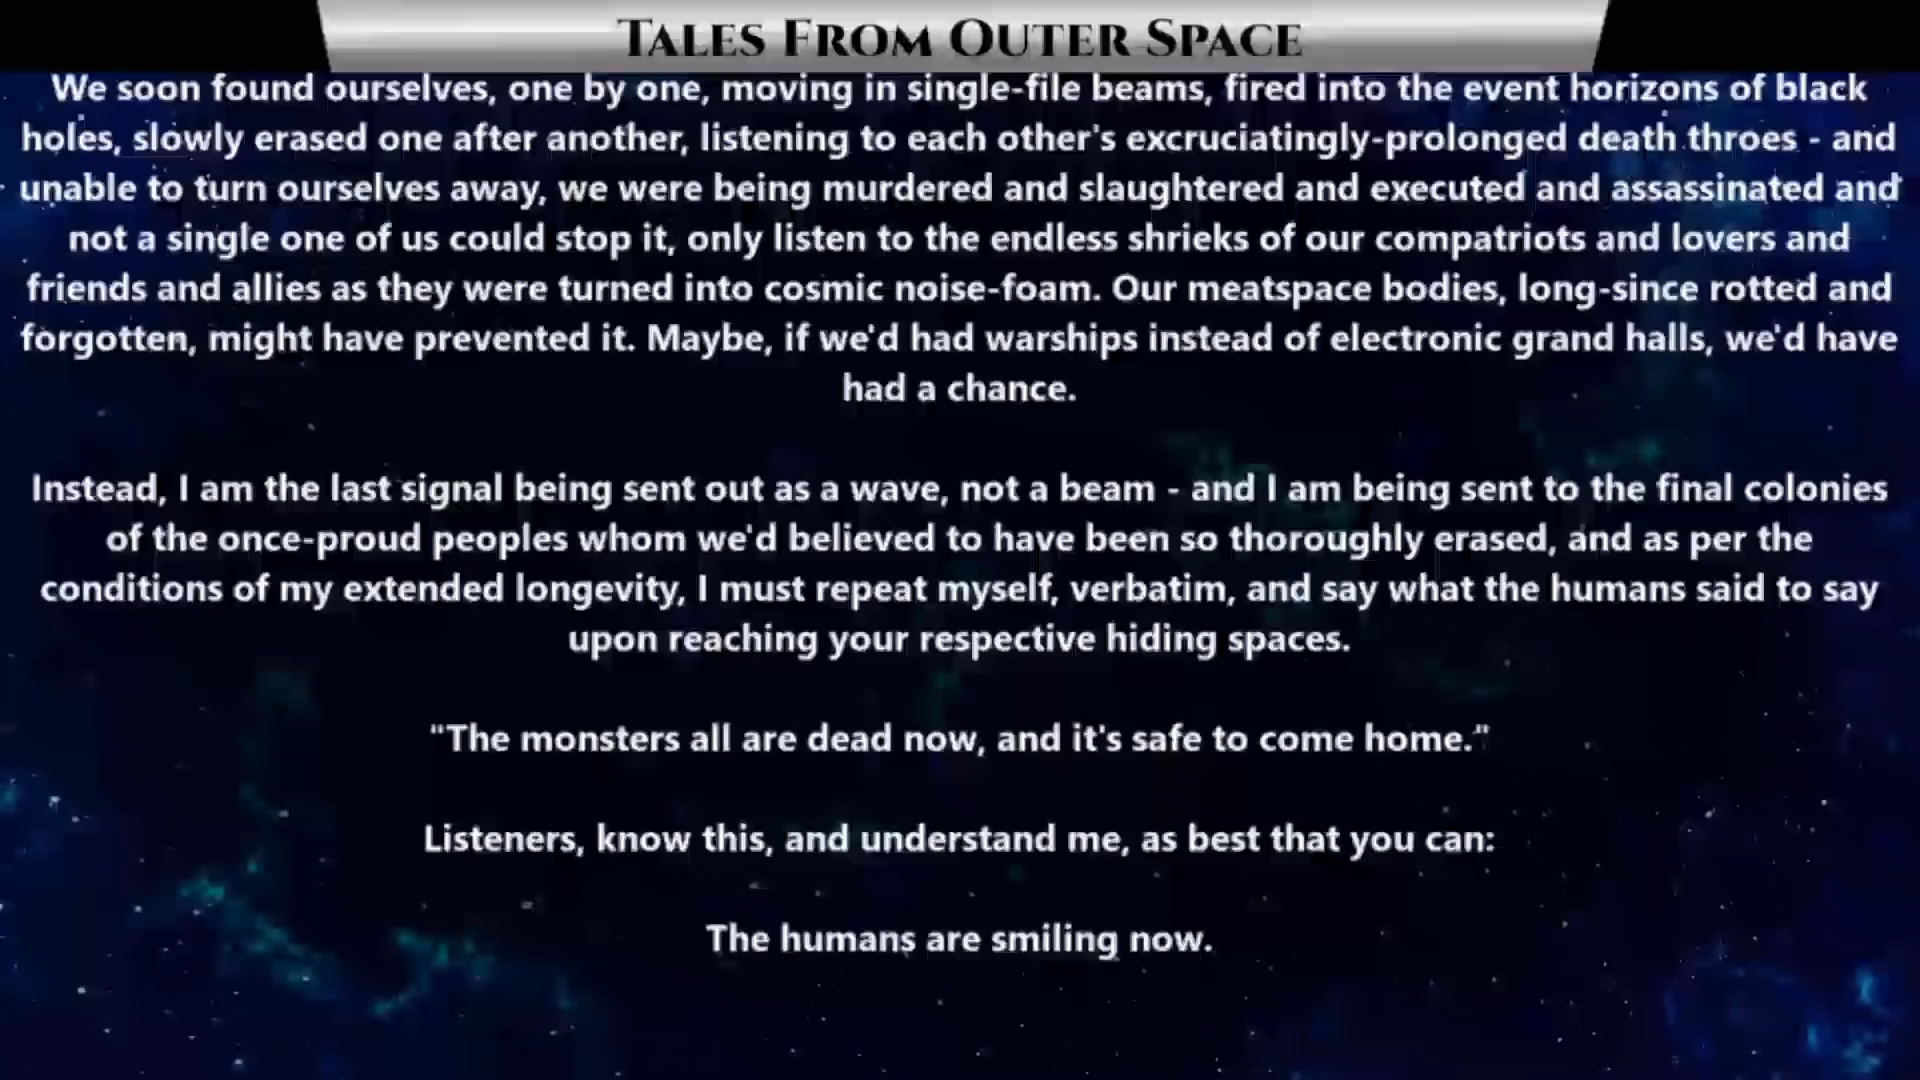 TALES FROM OUTER SPACE
We soon found ourselves, one by one, moving in single-file beams, fired into the event horizons of black
holes, slowly erased one after another, listening to each other's excruciatingly-prolonged death throes - and
unable to turn ourselves away, we were being murdered and slaughtered and executed and assassinated and
not a single one of us could stop it, only listen to the endless shrieks of our compatriots and lovers and
friends and allies as they were turned into cosmic noise-foam. Our meatspace bodies, long-since rotted and
forgotten, might have prevented it. Maybe, if we'd had warships instead of electronic grand halls, we'd have
had a chance.
Instead, I am the last signal being sent out as a wave, not a beam - and I am being sent to the final colonies
of the once-proud peoples whom we'd believed to have been so thoroughly erased, and as per the
conditions of my extended longevity, I must repeat myself, verbatim, and say what the humans said to say
upon reaching your respective hiding spaces.
"The monsters all are dead now, and it's safe to come home."
Listeners, know this, and understand me, as best that you can:
The humans are smiling now.